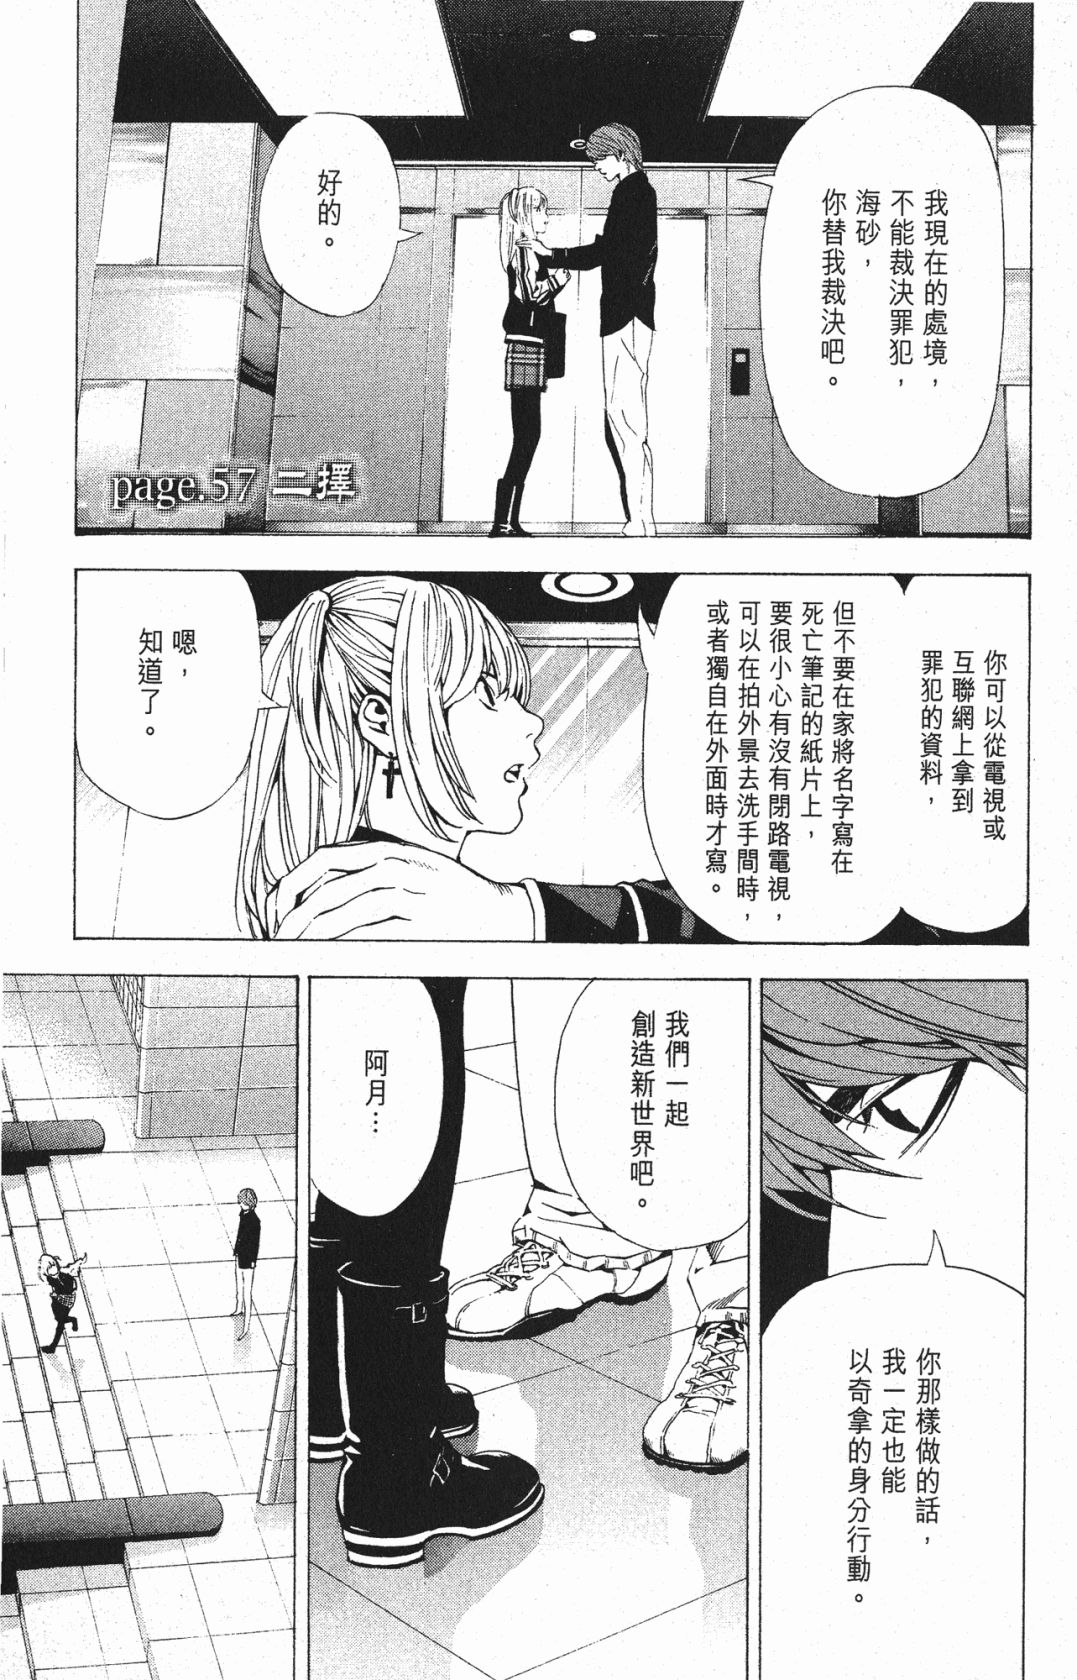 我現在的處境，
不能裁決罪犯，
海砂，
你替我裁決吧。
好的。
page.57 二擇
你可以從電視或
互聯網上拿到
罪犯的資料，
但不要在家將名字寫在
死亡筆記的紙片上，
要很小心有沒有閉路電視，
可以在拍外景去洗手間時，
或者獨自在外面時才寫。
嗯，
知道了。
你那樣做的話，
我一定也能
以奇拿的身分行動。
我們一起
創造新世界吧。
阿月…